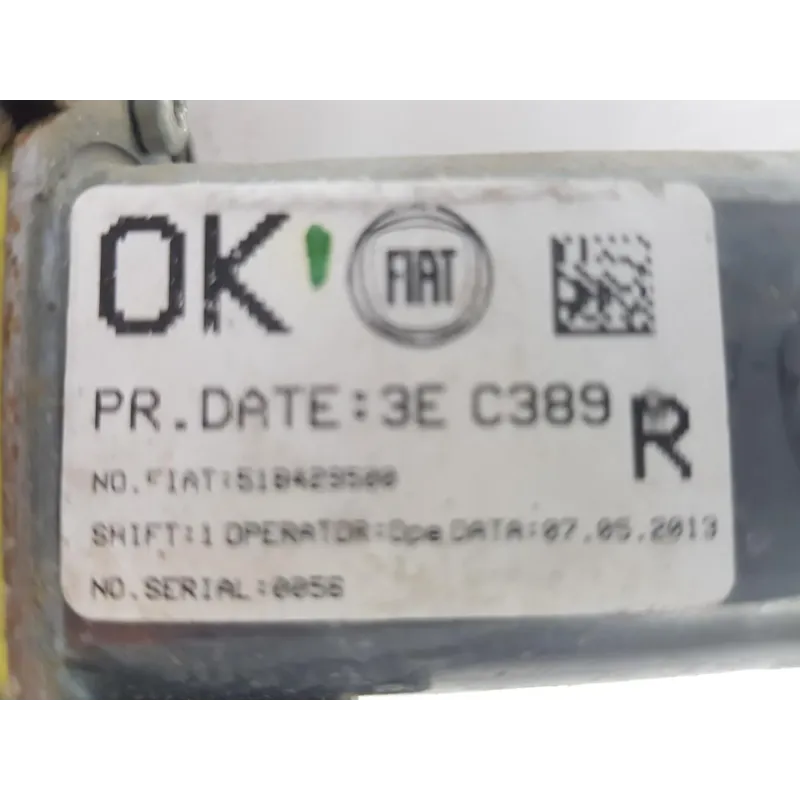 OK FIAT
PR.DATE:3E C389 R
NO.FIAT:518429500
SHIFT:1 OPERATOR:Ope DATA:07.05.2013
NO.SERIAL:0056